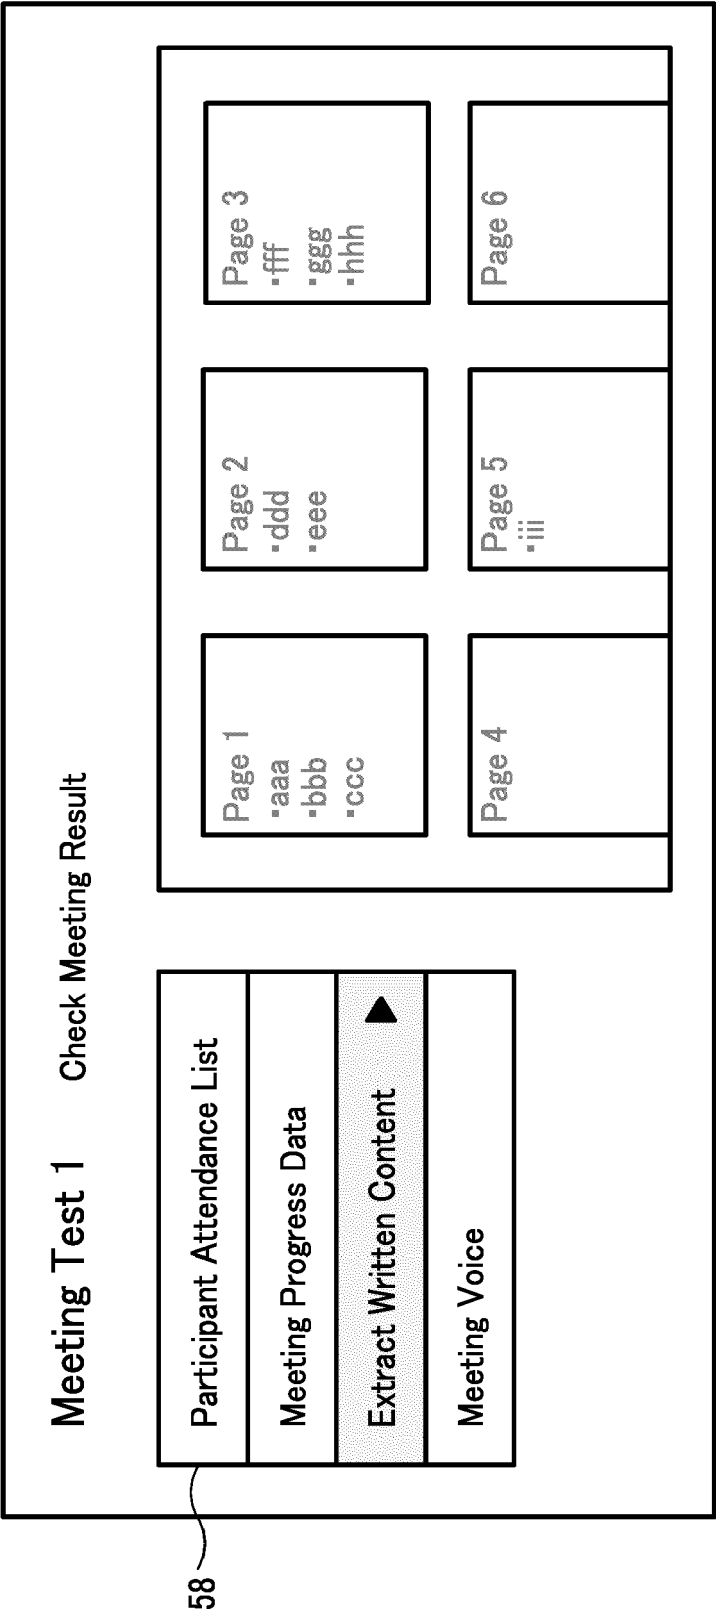 Meeting Test 1
Check Meeting Result
58
Participant Attendance List
Meeting Progress Data
Extract Written Content
Meeting Voice
Page 1
・aaa
・bbb
・ccc
Page 2
・ddd
・eee
Page 3
・fff
・ggg
・hhh
Page 4
Page 5
・iii
Page 6